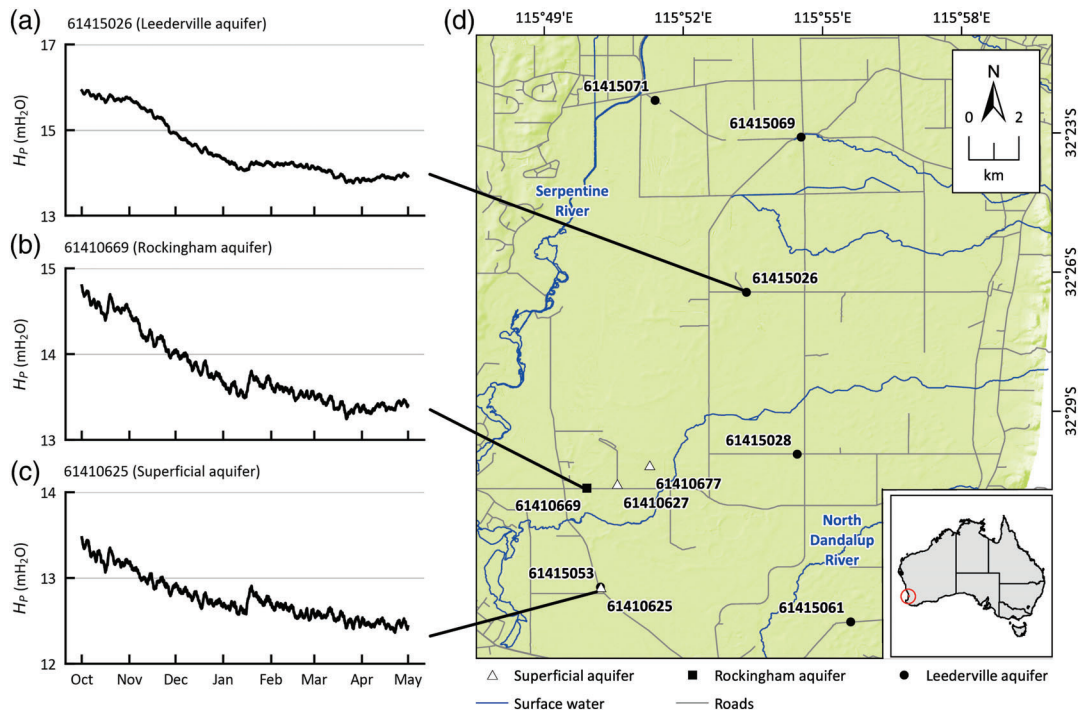 (a) 61415026 (Leederville aquifer)
17
15
13
HP (mH2O)
(b) 61410669 (Rockingham aquifer)
15
14
13
HP (mH2O)
(c) 61410625 (Superficial aquifer)
14
13
12
HP (mH2O)
Oct Nov Dec Jan Feb Mar Apr May
(d)
115°49'E 115°52'E 115°55'E 115°58'E
32°23'S
32°26'S
32°29'S
N
0 2
km
61415071
61415069
Serpentine
River
61415026
61415028
61410677
61410669 61410627
North
Dandalup
River
61415053
61410625
61415061
Superficial aquifer Rockingham aquifer Leederville aquifer
Surface water Roads